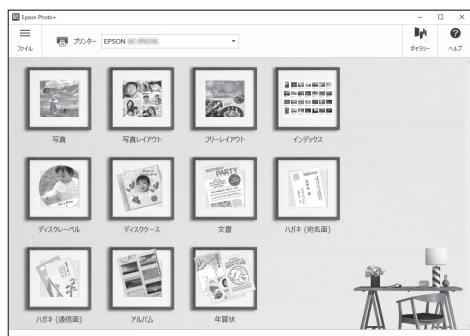 Epson Photo+
ファイル
プリンター
EPSON
ギャラリー
ヘルプ
写真
写真レイアウト
フリーレイアウト
インデックス
PARTY
ディスクレーベル
ディスクケース
文書
ハガキ (宛名面)
ハガキ (通信面)
アルバム
年賀状